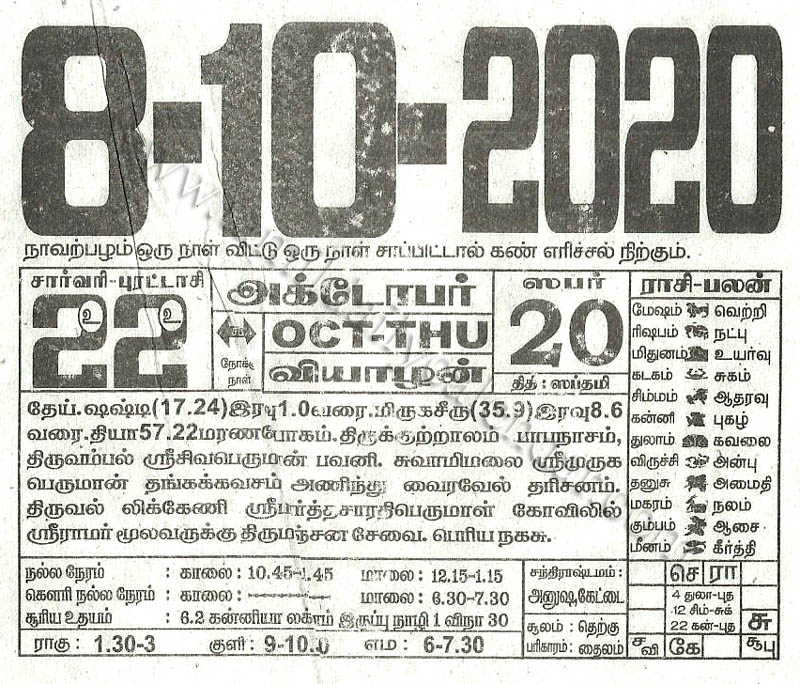 8-10-2020
நாவற்பழம் ஒரு நாள் விட்டு ஒரு நாள் சாப்பிட்டால் கண் எரிச்சல் நிற்கும்.
சார்வரி-புரட்டாசி
22
உ உ
நோக்கு
நாள்
அக்டோபர்
OCT-THU
வியாழன்
ஸபர்
20
தித் : ஸப்தமி
ராசி-பலன்
மேஷம் வெற்றி
ரிஷபம் நட்பு
மிதுனம் உயர்வு
கடகம் சுகம்
சிம்மம் ஆதரவு
கன்னி புகழ்
துலாம் கவலை
விருச்சி அன்பு
தனுசு அமைதி
மகரம் நலம்
கும்பம் ஆசை
மீனம் கீர்த்தி
தேய். ஷஷ்டி(17.24)இரவு1.0வரை.மிருகசீரு(35.9)இரவு8.6
வரை.தியா57.22மரணயோகம்.திருக்குற்றாலம் பாபநாசம்,
திருவம்பல் ஸ்ரீசிவபெருமான் பவனி. சுவாமிமலை ஸ்ரீமுருக
பெருமான் தங்கக்கவசம் அணிந்து வைரவேல் தரிசனம்.
திருவல் லிக்கேணி ஸ்ரீபார்த்தசாரதிபெருமாள் கோவிலில்
ஸ்ரீராமர் மூலவருக்கு திருமஞ்சன சேவை. பெரிய நகசு.
நல்ல நேரம் : காலை: 10.45-1.45 மாலை: 12.15-1.15
கௌரி நல்ல நேரம் : காலை: ---------- மாலை: 6.30-7.30
சூரிய உதயம் : 6.2 கன்னியா லக்னம் இருப்பு நாழி 1 விநா 30
ராகு: 1.30-3 குளி: 9-10.0 எம: 6-7.30
சந்திராஷ்டமம் :
அனுஷகேட்டை
சூலம் : தெற்கு
பரிகாரம் : தைலம்
செ ரா
4 துலா-புத
12 சிம்-சுக்
22 கன்-புத
சு
சவி கே சூபு